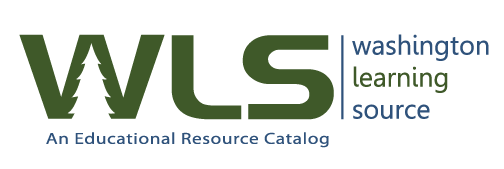 WLS
washington
learning
source
An Educational Resource Catalog